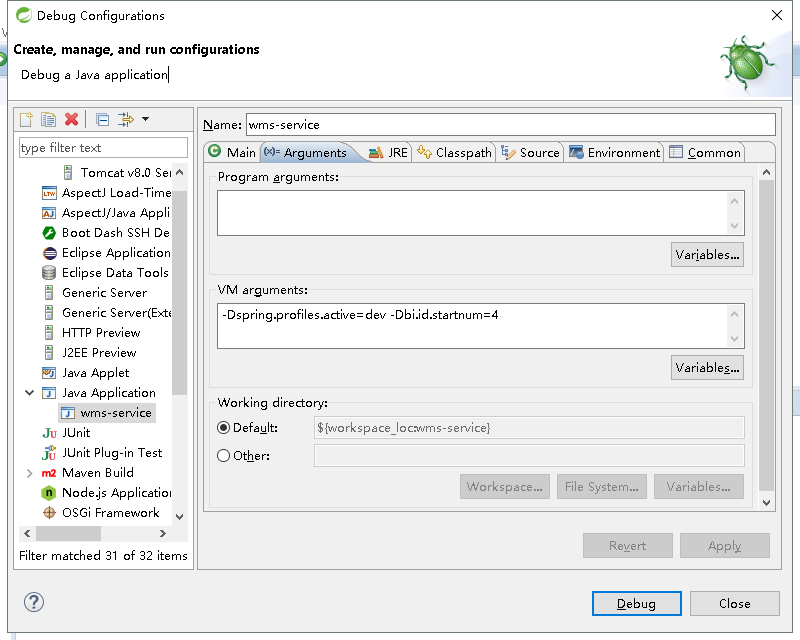 Debug Configurations
Create, manage, and run configurations
Debug a Java application
type filter text
Tomcat v8.0 Ser
AspectJ Load-Time
AspectJ/Java Appli
Boot Dash SSH De
Eclipse Application
Eclipse Data Tools
Generic Server
Generic Server(Exte
HTTP Preview
J2EE Preview
Java Applet
Java Application
wms-service
JUnit
JUnit Plug-in Test
Maven Build
Node.js Application
OSGi Framework
Filter matched 31 of 32 items
Name: wms-service
Main (x)= Arguments JRE Classpath Source Environment Common
Program arguments:
Variables...
VM arguments:
-Dspring.profiles.active=dev -Dbi.id.startnum=4
Variables...
Working directory:
Default: ${workspace_loc:wms-service}
Other:
Workspace... File System... Variables...
Revert Apply
Debug Close